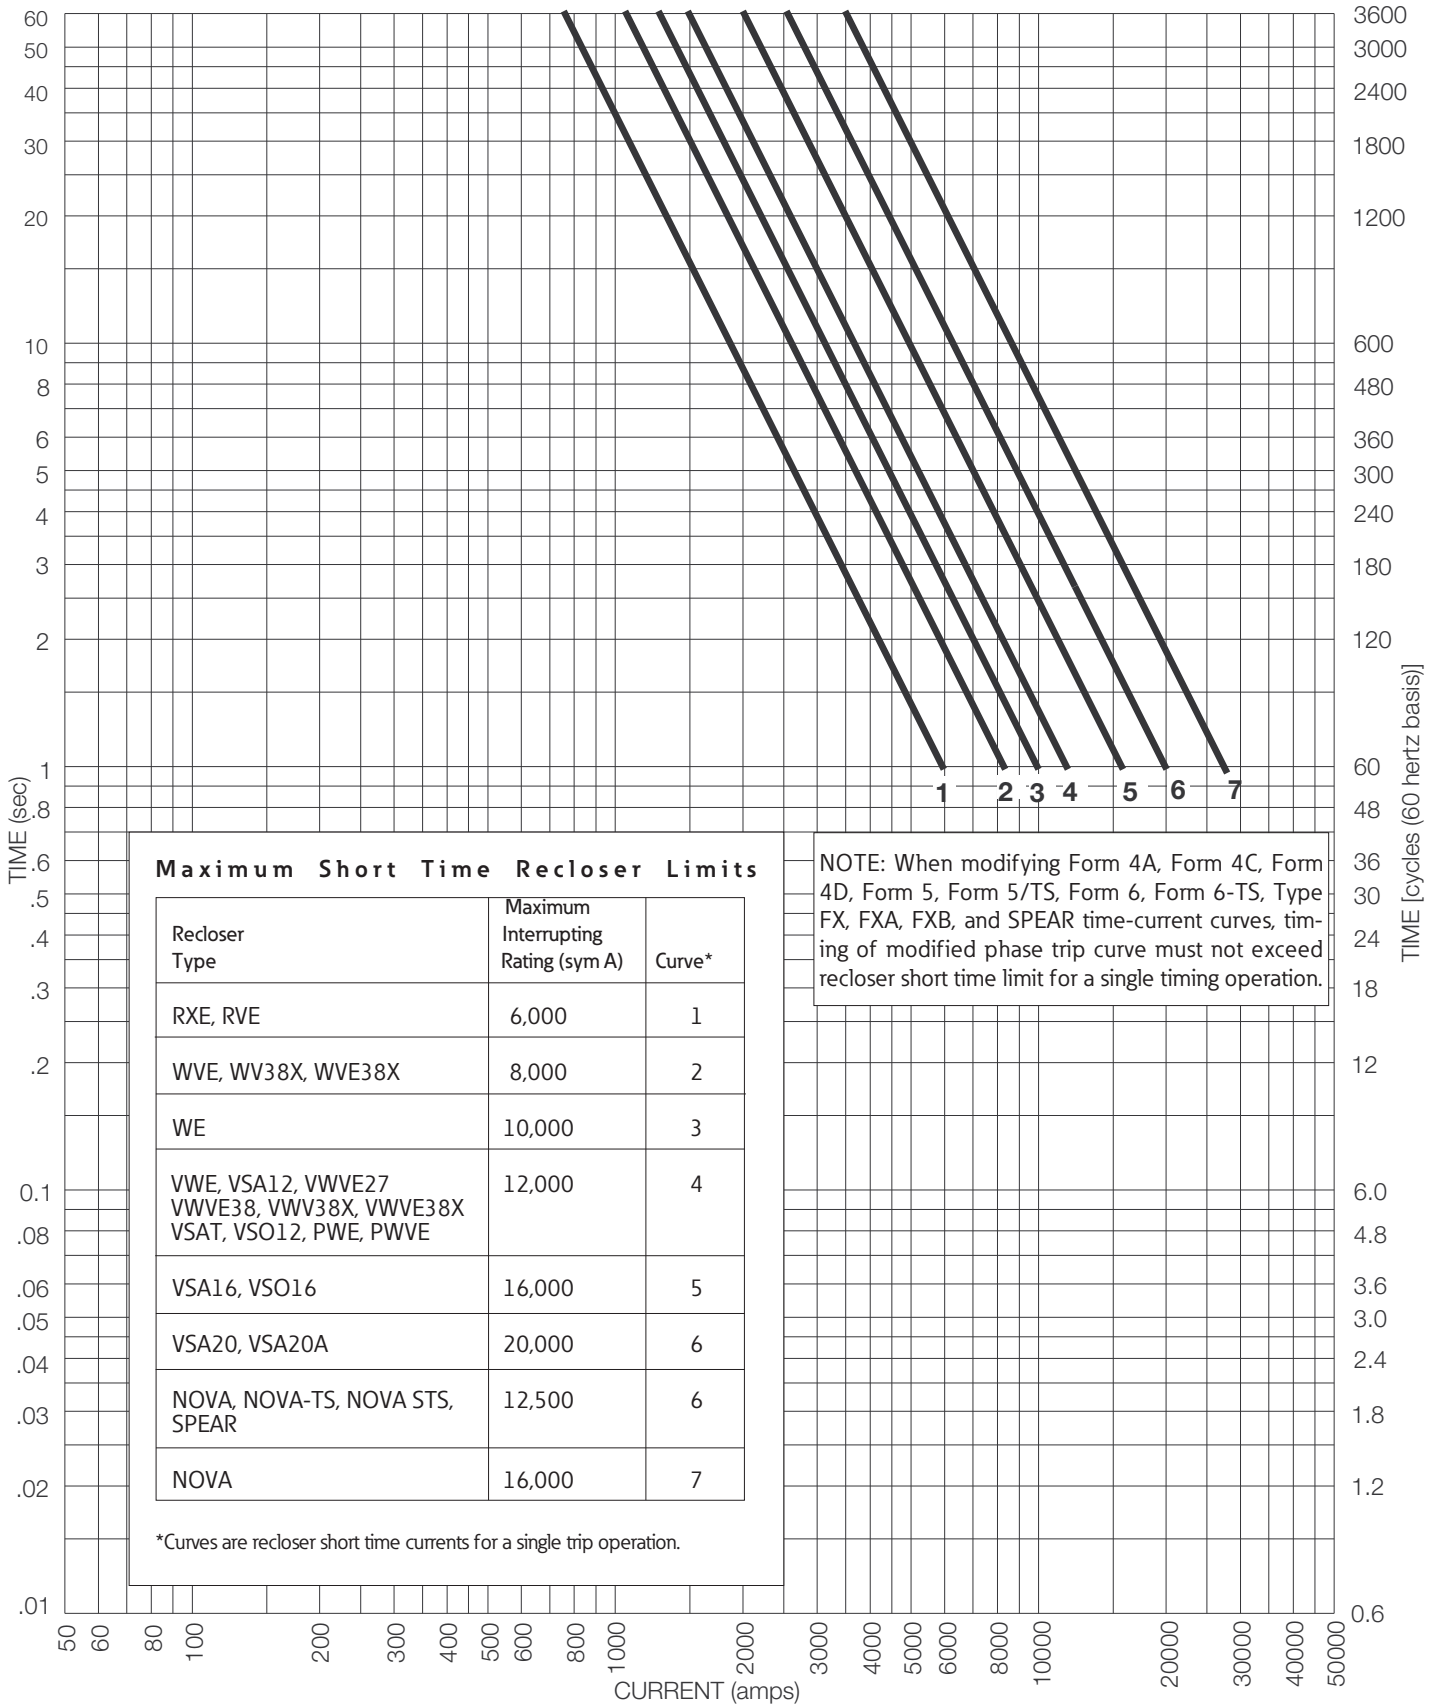 60
50
40
30
20
10
8
6
5
4
3
2
1
.8
.6
.5
.4
.3
.2
0.1
.08
.06
.05
.04
.03
.02
.01
TIME (sec)
3600
3000
2400
1800
1200
600
480
360
300
240
180
120
60
48
36
30
24
18
12
6.0
4.8
3.6
3.0
2.4
1.8
1.2
0.6
TIME [cycles (60 hertz basis)]
1 2 3 4 5 6 7
Maximum Short Time Recloser Limits
Recloser Type Maximum Interrupting Rating (sym A) Curve*
RXE, RVE 6,000 1
WVE, WV38X, WVE38X 8,000 2
WE 10,000 3
VWE, VSA12, VWVE27 12,000 4
VWVE38, VWV38X, VWVE38X
VSAT, VSO12, PWE, PWVE
VSA16, VSO16 16,000 5
VSA20, VSA20A 20,000 6
NOVA, NOVA-TS, NOVA STS, 12,500 6
SPEAR
NOVA 16,000 7
*Curves are recloser short time currents for a single trip operation.
NOTE: When modifying Form 4A, Form 4C, Form
4D, Form 5, Form 5/TS, Form 6, Form 6-TS, Type
FX, FXA, FXB, and SPEAR time-current curves, tim-
ing of modified phase trip curve must not exceed
recloser short time limit for a single timing operation.
50 60 80 100 200 300 400 500 600 800 1000 2000 3000 4000 5000 6000 8000 10000 20000 30000 40000 50000
CURRENT (amps)